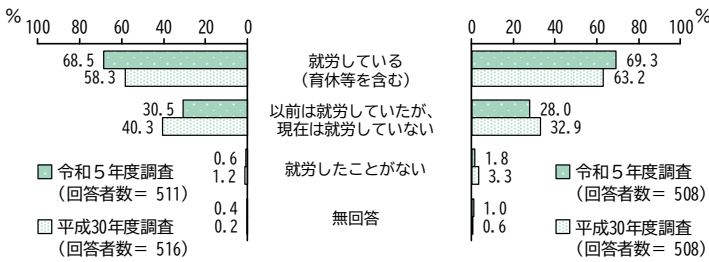 % 100 80 60 40 20 0
0 20 40 60 80 100 %
68.5 就労している 69.3
58.3 （育休等を含む） 63.2
30.5 以前は就労していたが、 28.0
40.3 現在は就労していない 32.9
0.6 就労したことがない 1.8
1.2 3.3
0.4 無回答 1.0
0.2 0.6
令和５年度調査
（回答者数＝ 511）
平成30年度調査
（回答者数＝ 516）
令和５年度調査
（回答者数＝ 508）
平成30年度調査
（回答者数＝ 508）